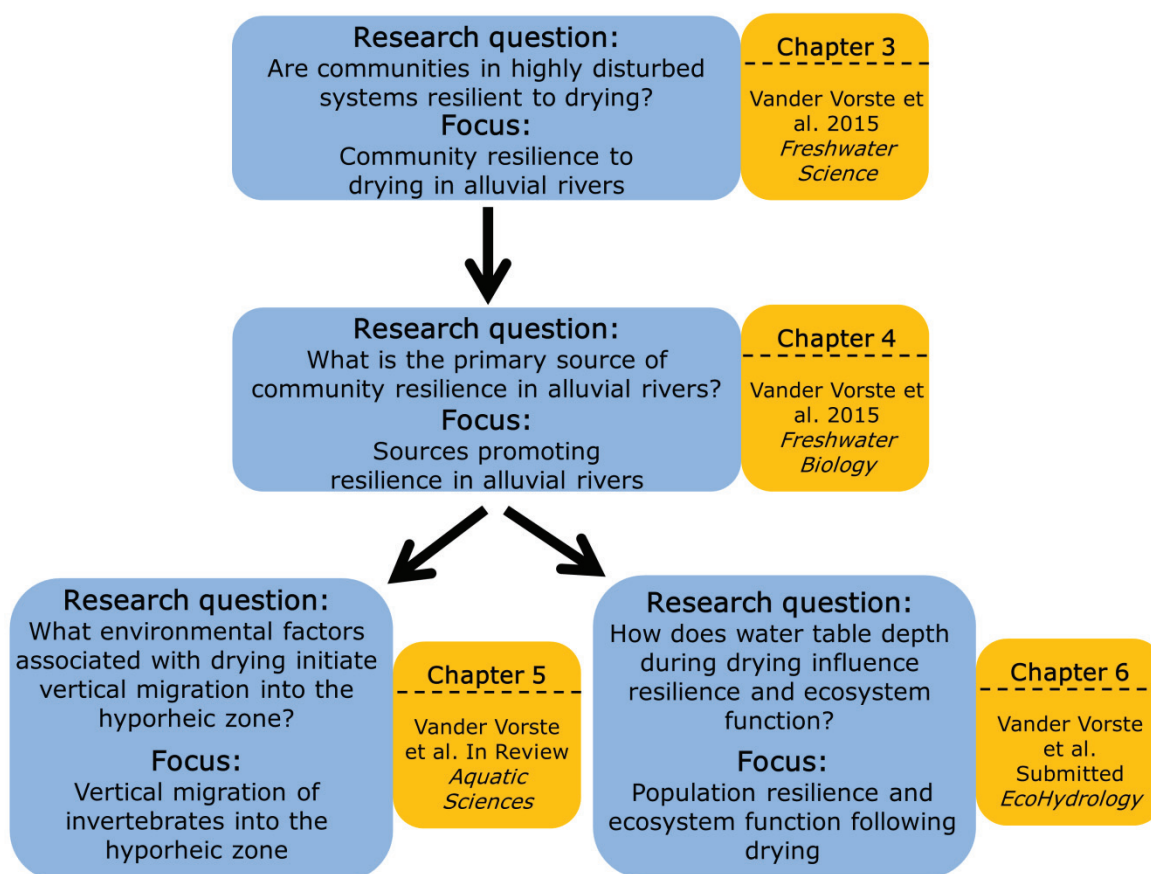 Research question:
Are communities in highly disturbed
systems resilient to drying?
Focus:
Community resilience to
drying in alluvial rivers
Chapter 3
Vander Vorste et
al. 2015
Freshwater
Science
Research question:
What is the primary source of
community resilience in alluvial rivers?
Focus:
Sources promoting
resilience in alluvial rivers
Chapter 4
Vander Vorste et
al. 2015
Freshwater
Biology
Research question:
What environmental factors
associated with drying initiate
vertical migration into the
hyporheic zone?
Focus:
Vertical migration of
invertebrates into the
hyporheic zone
Chapter 5
Vander Vorste
et al. In Review
Aquatic
Sciences
Research question:
How does water table depth
during drying influence
resilience and ecosystem
function?
Focus:
Population resilience and
ecosystem function following
drying
Chapter 6
Vander Vorste
et al.
Submitted
EcoHydrology